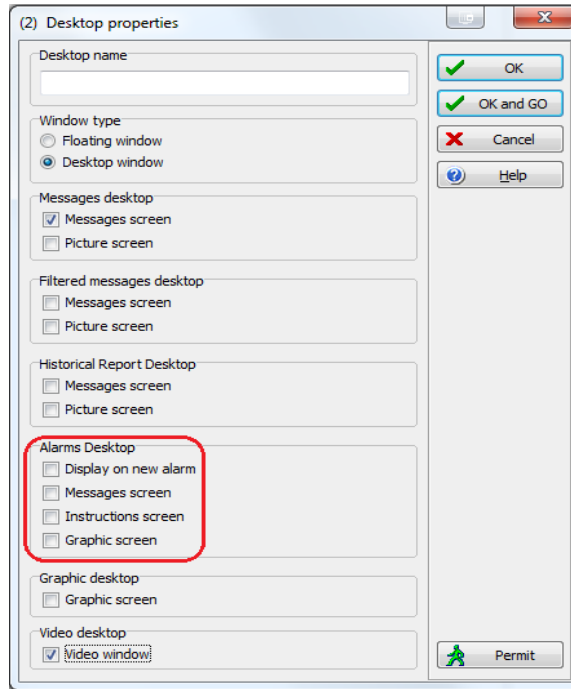 (2) Desktop properties
Desktop name
Window type
Floating window
Desktop window
Messages desktop
Messages screen
Picture screen
Filtered messages desktop
Messages screen
Picture screen
Historical Report Desktop
Messages screen
Picture screen
Alarms Desktop
Display on new alarm
Messages screen
Instructions screen
Graphic screen
Graphic desktop
Graphic screen
Video desktop
Video window
OK
OK and GO
Cancel
Help
Permit